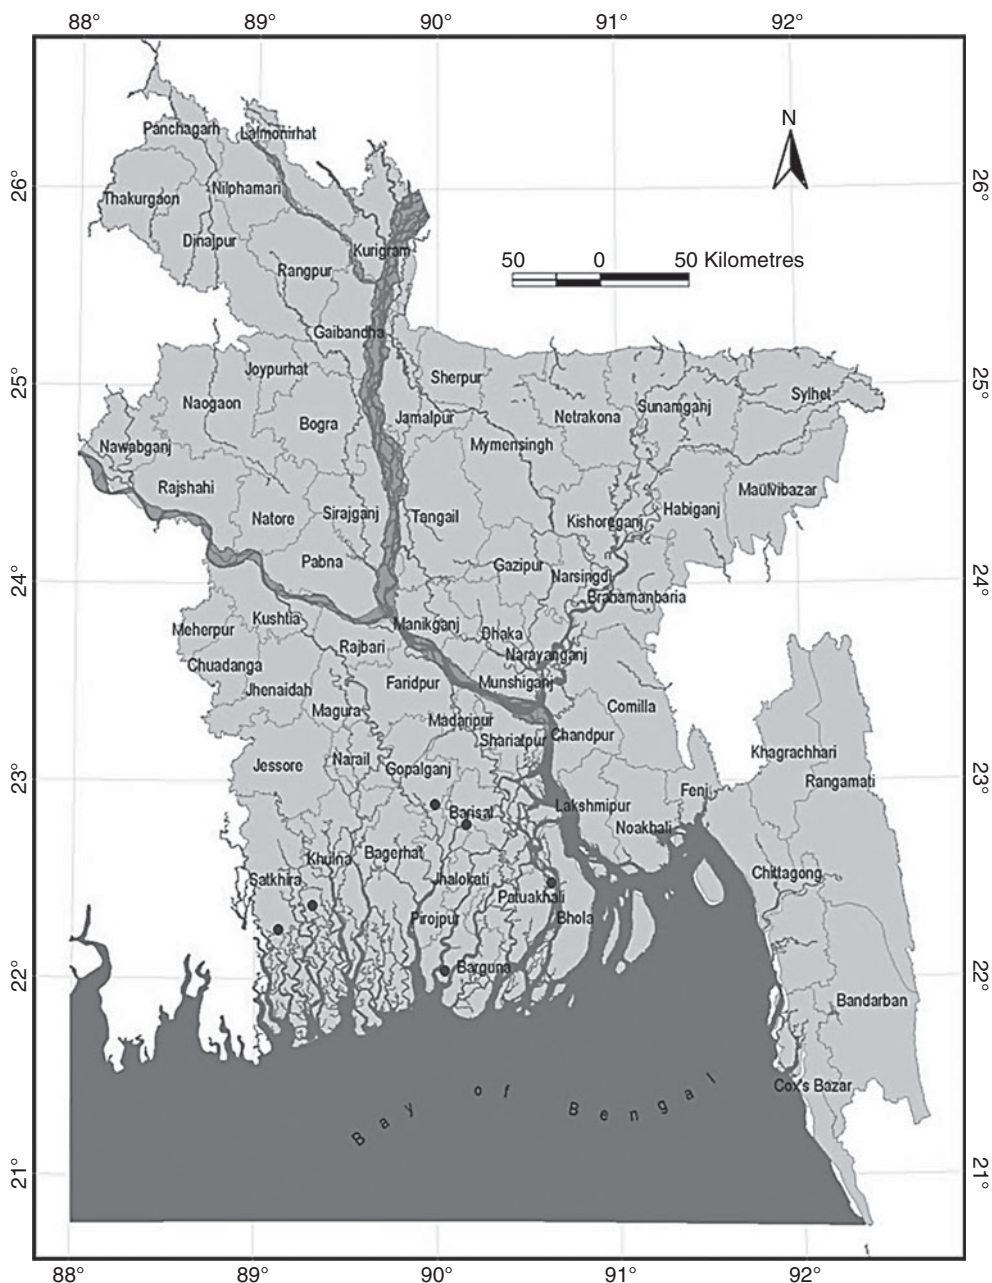 88° 89° 90° 91° 92°
N
Panchagarh Lalmonirhat
26° 26°
Thakurgaon Nilphamari
Dinajpur
Kurigram
50 0 50 Kilometres
Rangpur
Gaibandha
Joypurhat
Sherpur
25° 25°
Sylhet
Naogaon
Jamalpur
Netrakona
Sunamganj
Bogra
Nawabganj
Mymensingh
Rajshahi
Maulvibazar
Natore
Sirajganj
Tangail
Kishoreganj
Habiganj
Pabna
Gazipur
Narsingdi
24° 24°
Brahamanbaria
Kushtia
Manikganj
Meherpur
Dhaka
Rajbari
Narayanganj
Chuadanga
Faridpur
Munshiganj
Jhenaidah
Magura
Comilla
Madaripur
Shariatpur
Chandpur
Khagrachhari
Narail
Jessore
Gopalganj
23° 23°
Rangamati
Feni
Barisal
Lakshmipur
Noakhali
Khulna
Bagerhat
Satkhira
Jhalokati
Chittagong
Patuakhali
Pirojpur
Bhola
22° 22°
Barguna
Bandarban
Cox's Bazar
Bay of Bengal
21° 21°
88° 89° 90° 91° 92°